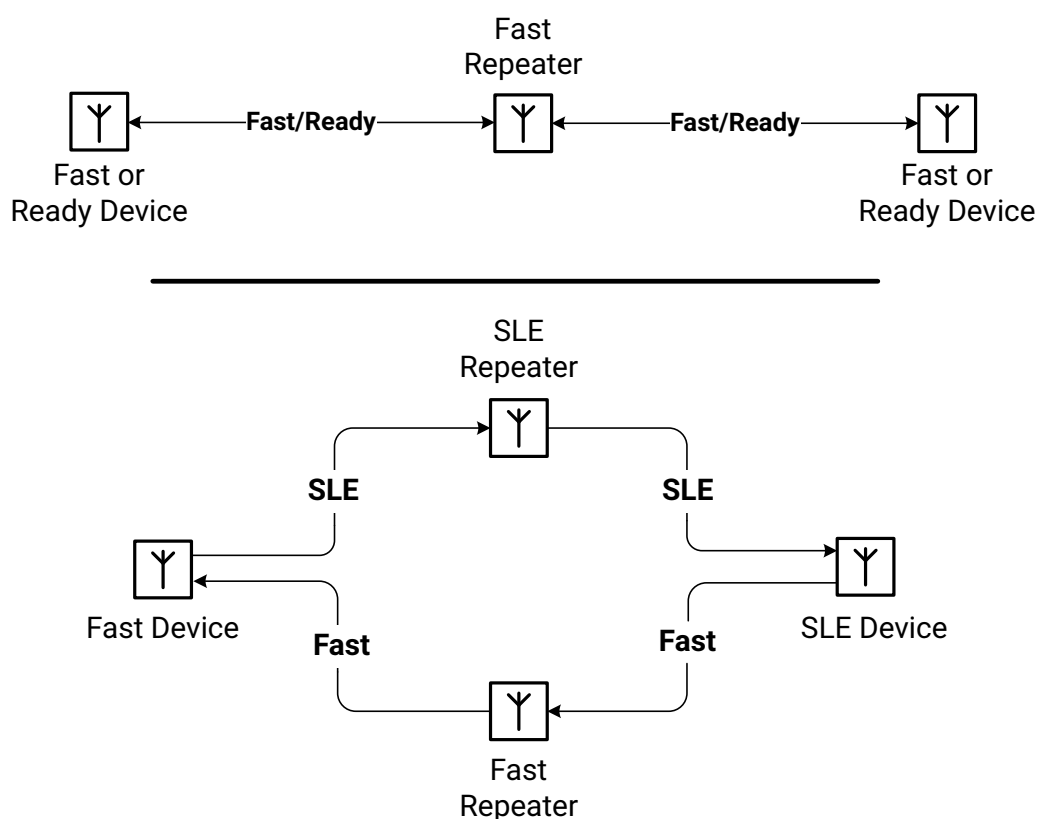 Fast
Repeater
Fast/Ready
Fast/Ready
Fast or
Ready Device
Fast or
Ready Device
SLE
Repeater
SLE
SLE
Fast Device
SLE Device
Fast
Fast
Fast
Repeater